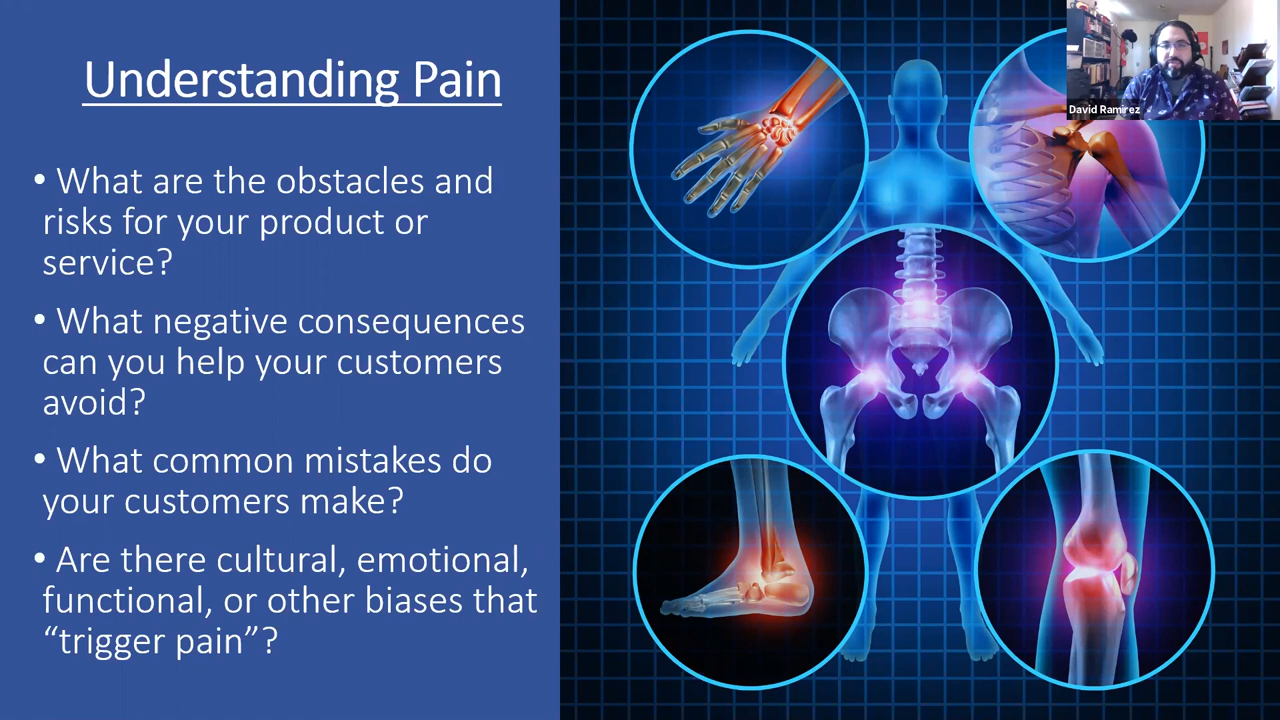 Understanding Pain
• What are the obstacles and
risks for your product or
service?
• What negative consequences
can you help your customers
avoid?
• What common mistakes do
your customers make?
• Are there cultural, emotional,
functional, or other biases that
“trigger pain”?
David Ramirez